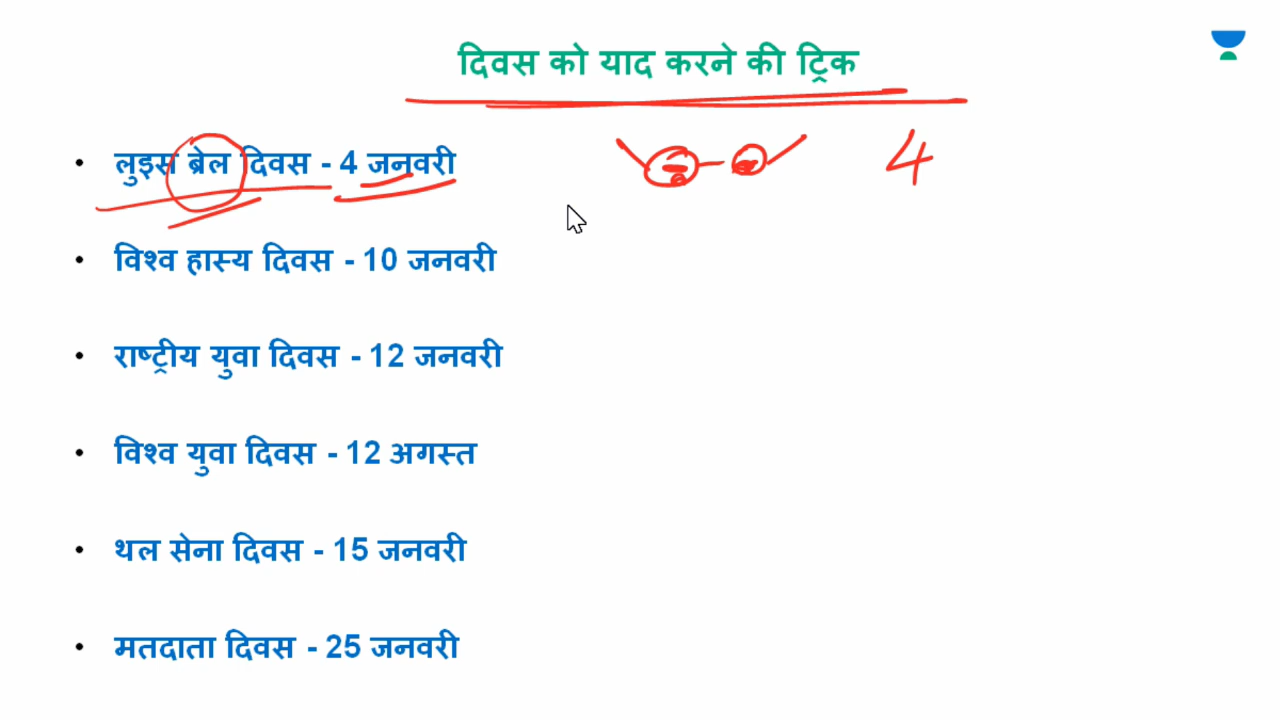 दिवस को याद करने की ट्रिक
• लुइस ब्रेल दिवस - 4 जनवरी 4
• विश्व हास्य दिवस - 10 जनवरी
• राष्ट्रीय युवा दिवस - 12 जनवरी
• विश्व युवा दिवस - 12 अगस्त
• थल सेना दिवस - 15 जनवरी
• मतदाता दिवस - 25 जनवरी